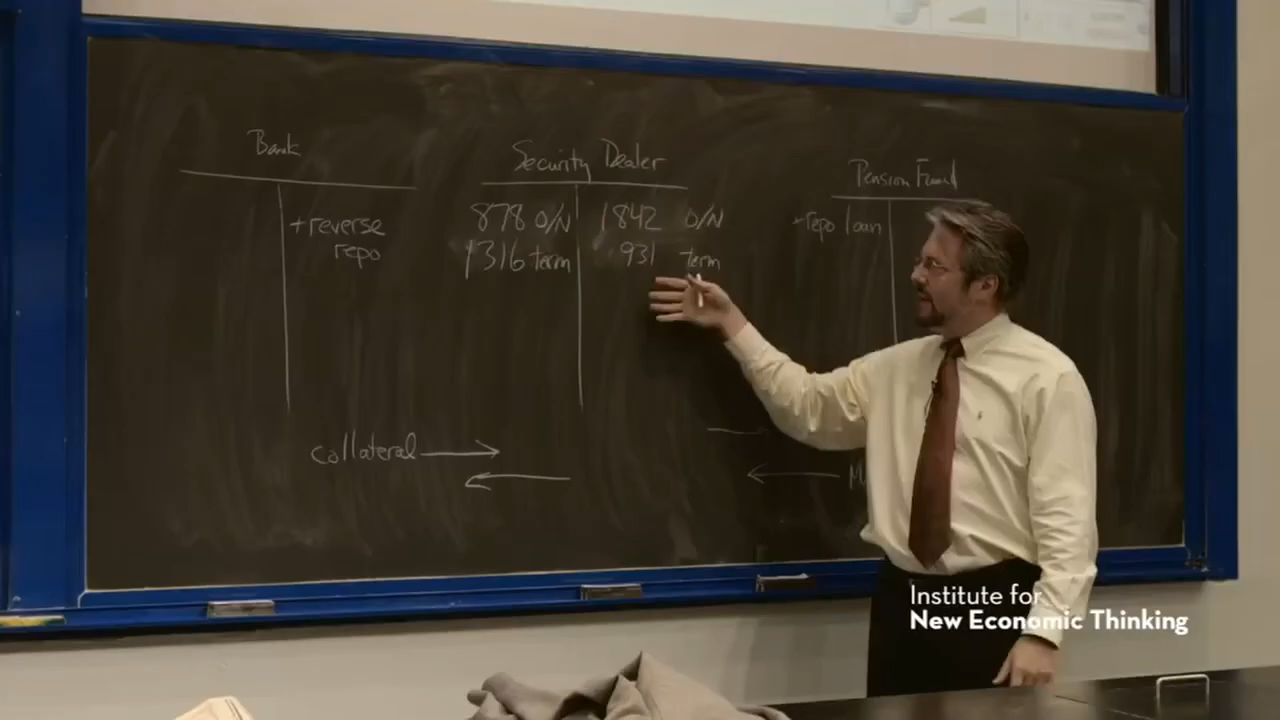 Bank
Security Dealer
Pension Fund
+reverse
repo
878 O/N
1842 O/N
1316 term
931 term
+repo loan
collateral
Institute for
New Economic Thinking